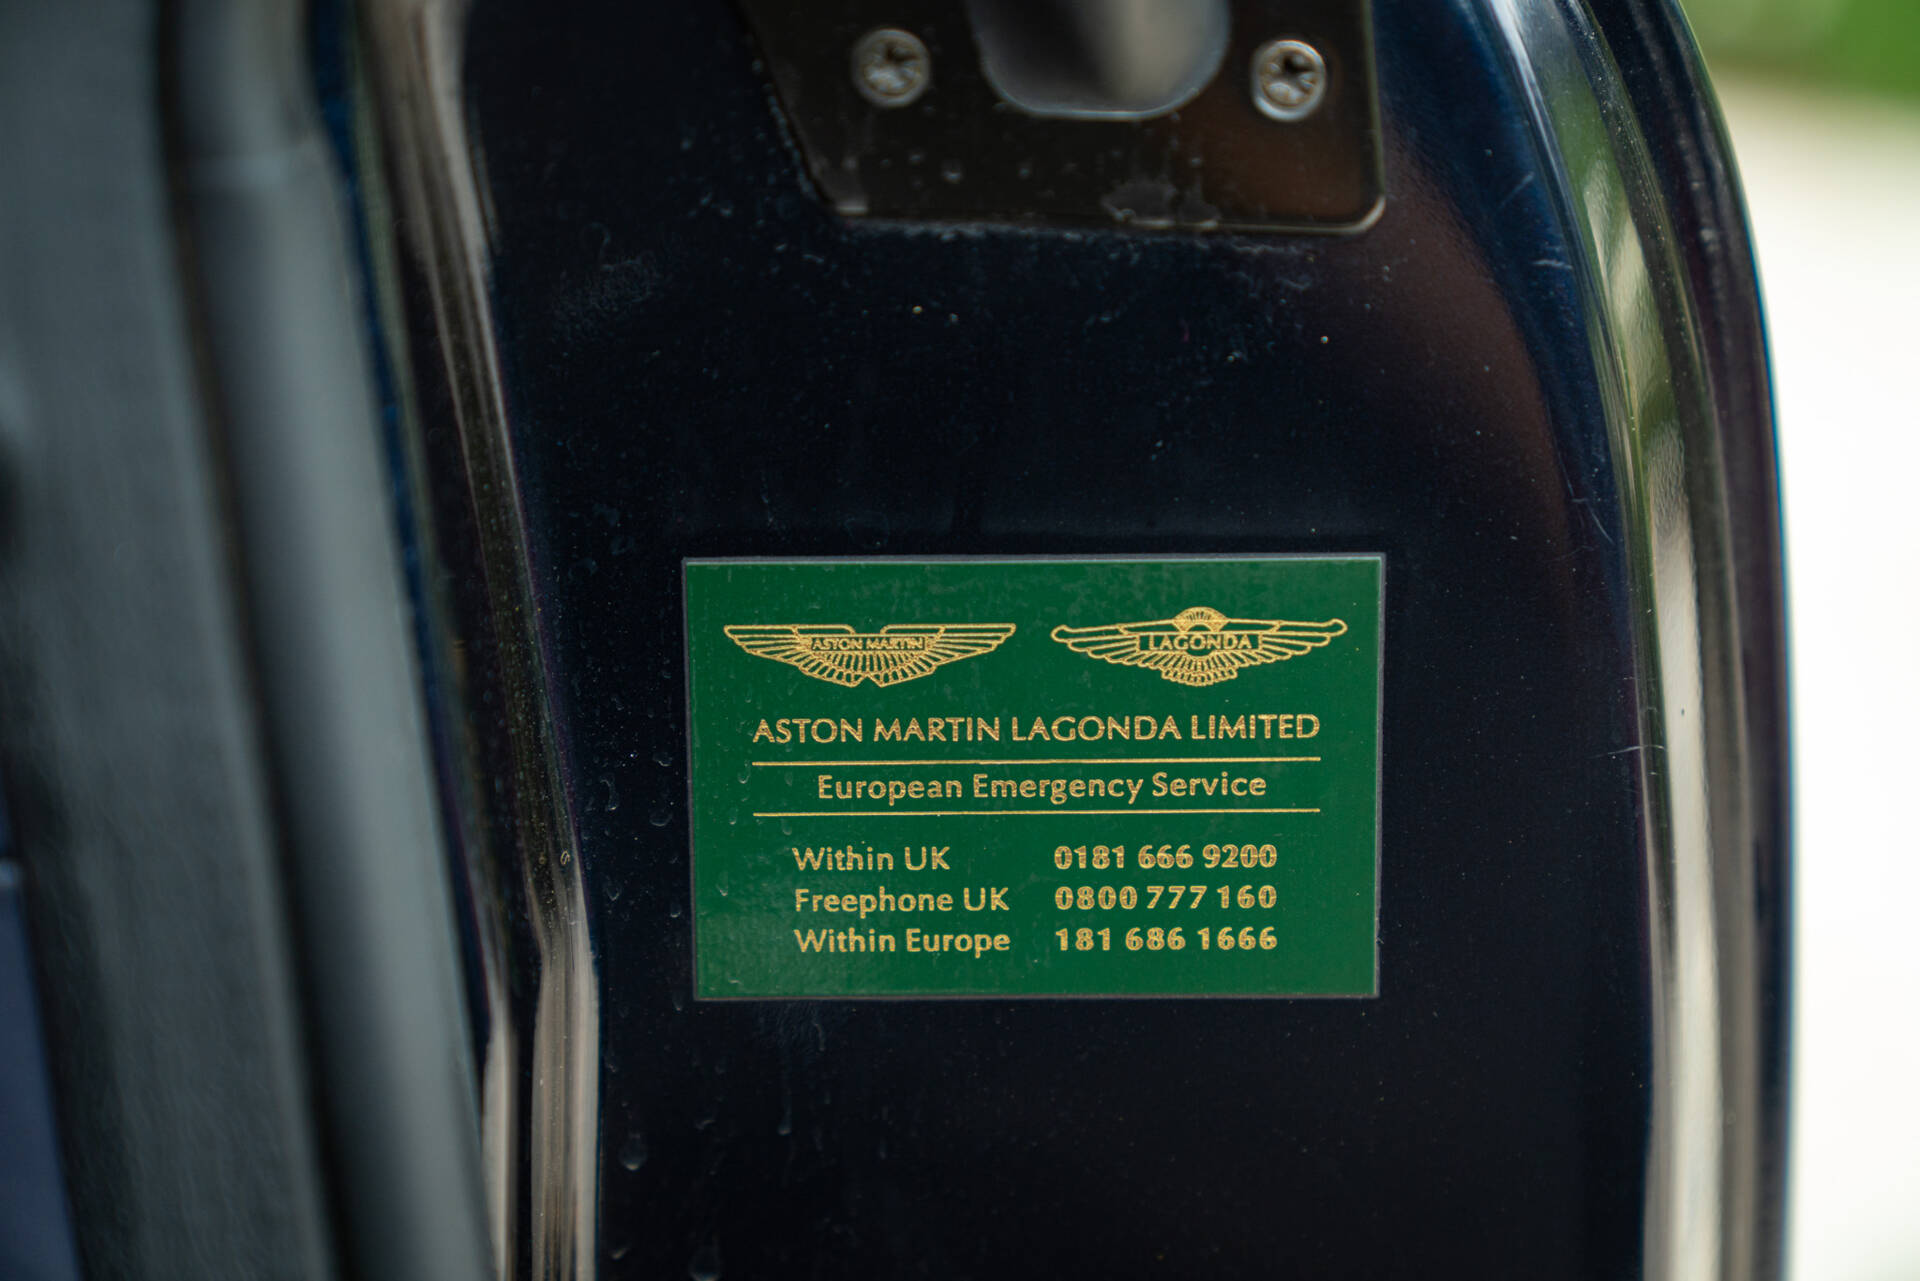 ASTON MARTIN LAGONDA
ASTON MARTIN LAGONDA LIMITED
European Emergency Service
Within UK 0181 666 9200
Freephone UK 0800 777 160
Within Europe 181 686 1666